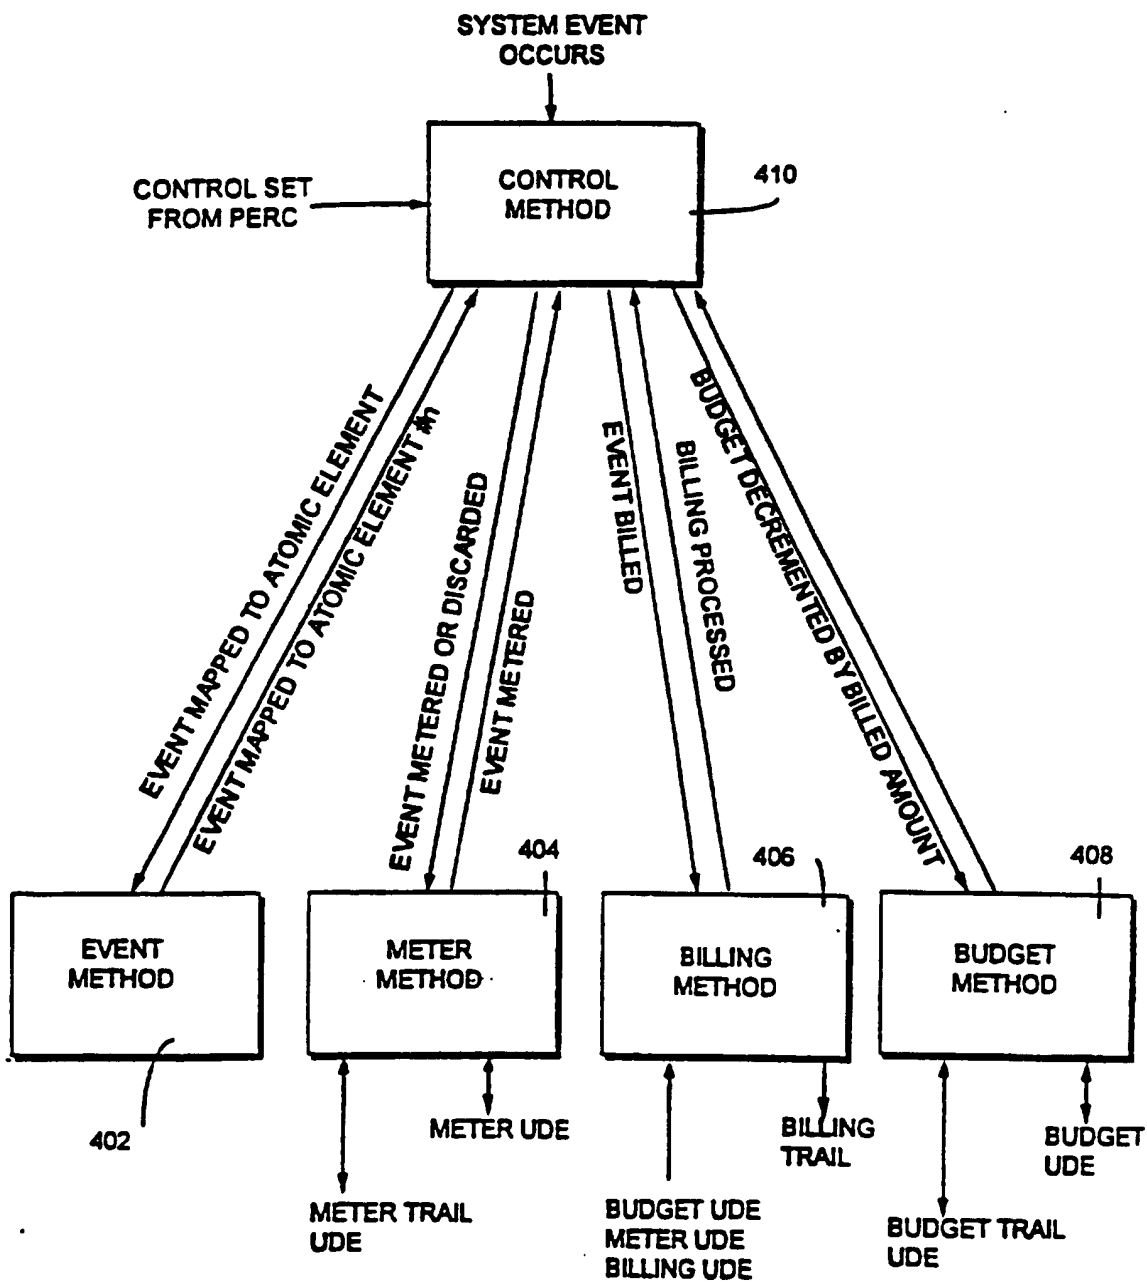 SYSTEM EVENT
OCCURS
CONTROL SET
FROM PERC
CONTROL
METHOD
410
EVENT MAPPED TO ATOMIC ELEMENT
EVENT MAPPED TO ATOMIC ELEMENT #n
EVENT METERED OR DISCARDED
EVENT METERED
EVENT BILLED
BILLING PROCESSED
BUDGET DECREMENTED BY BILLED AMOUNT
EVENT
METHOD
402
METER
METHOD
404
BILLING
METHOD
406
BUDGET
METHOD
408
METER TRAIL
UDE
METER UDE
BUDGET UDE
METER UDE
BILLING UDE
BILLING
TRAIL
BUDGET TRAIL
UDE
BUDGET
UDE